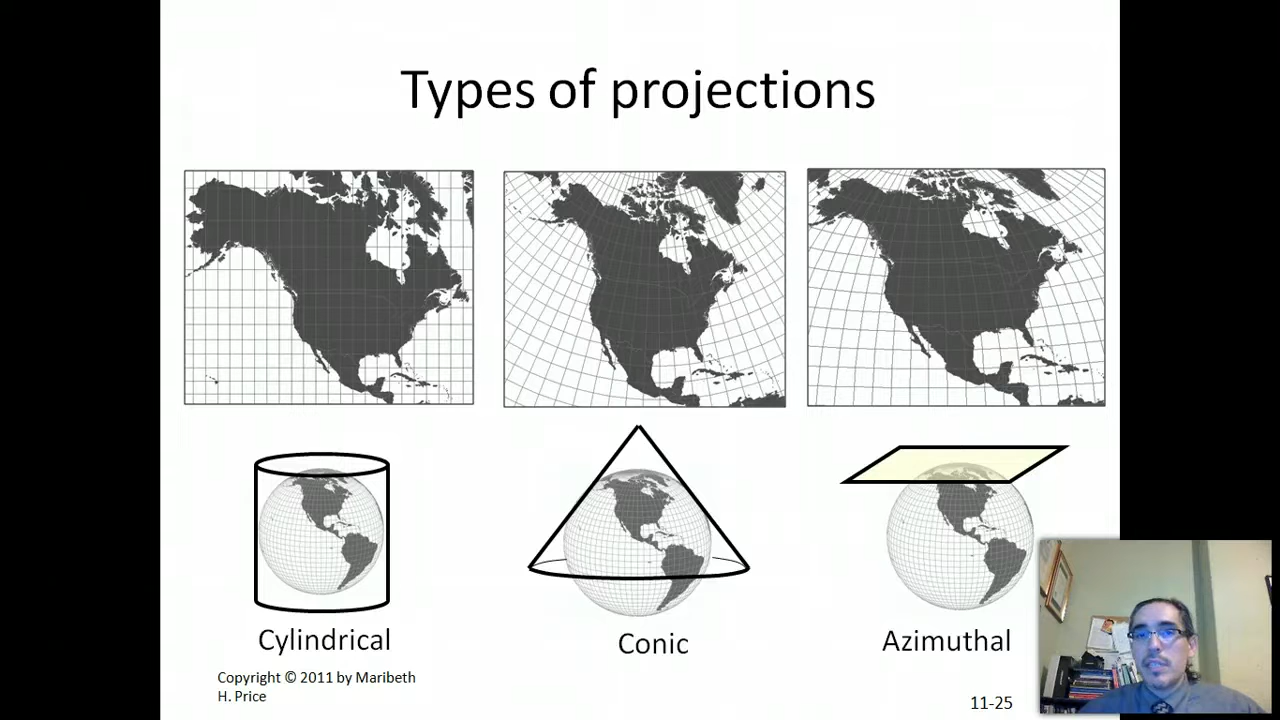 Types of projections
Cylindrical
Conic
Azimuthal
Copyright © 2011 by Maribeth
H. Price
11-25